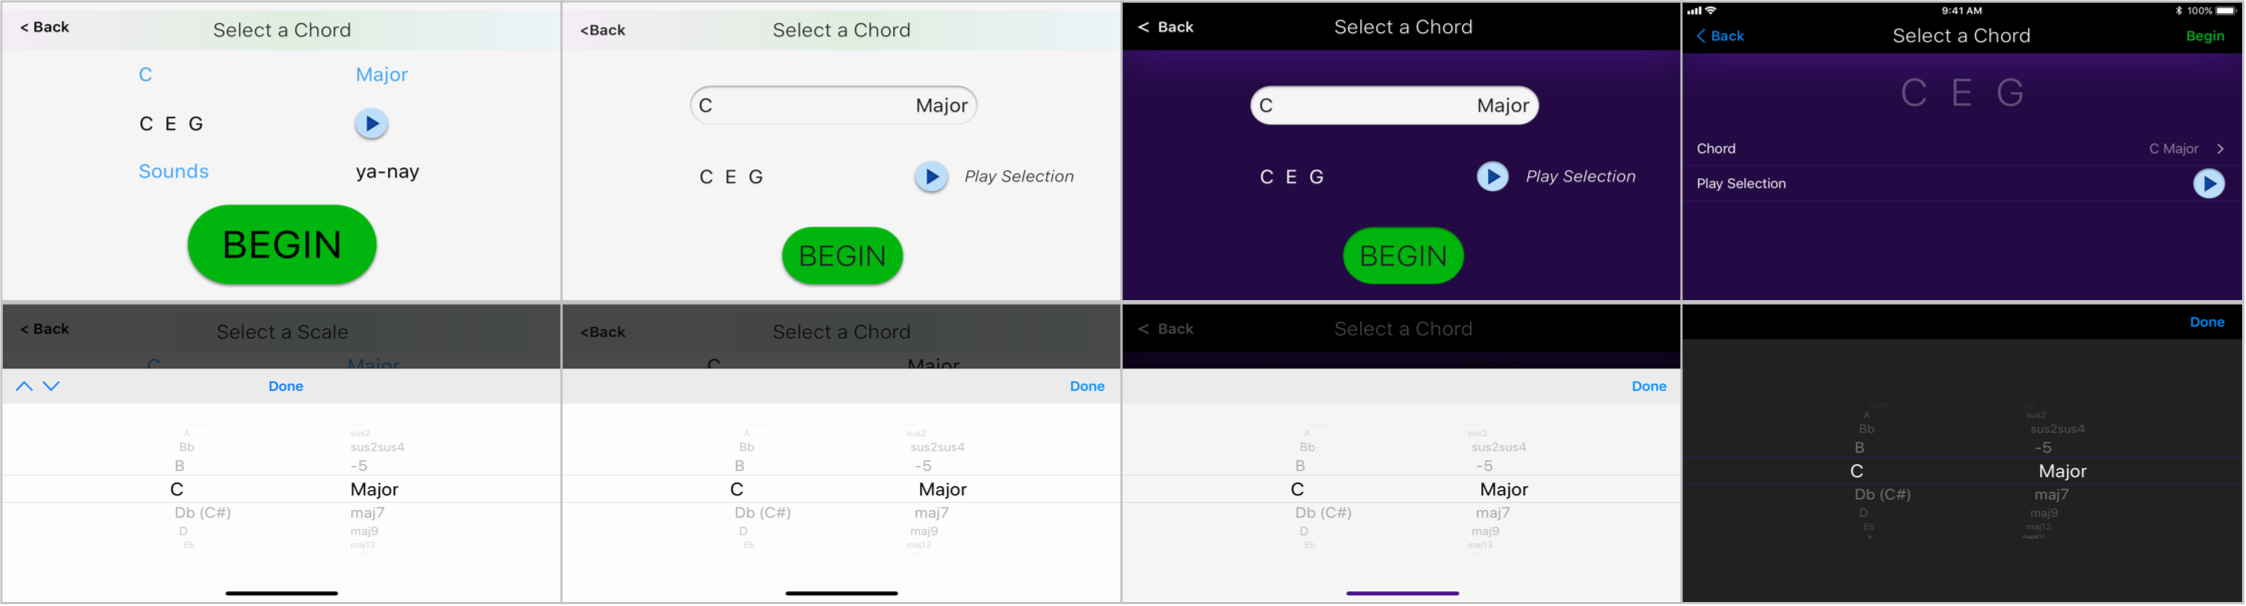 < Back
Select a Chord
C Major
C E G
Sounds ya-nay
BEGIN
<Back
Select a Chord
C Major
C E G Play Selection
BEGIN
< Back
Select a Chord
C Major
C E G Play Selection
BEGIN
9:41 AM 100%
Back Select a Chord Begin
C E G
Chord C Major
Play Selection
< Back
Select a Scale
C Major
Done
A sus2
Bb sus2sus4
B -5
C Major
Db (C#) maj7
D maj9
Eb maj13
<Back
Select a Chord
C Major
Done
A sus2
Bb sus2sus4
B -5
C Major
Db (C#) maj7
D maj9
Eb maj13
< Back
Select a Chord
Done
A sus2
Bb sus2sus4
B -5
C Major
Db (C#) maj7
D maj9
Eb maj13
Done
A sus2
Bb sus2sus4
B -5
C Major
Db (C#) maj7
D maj9
Eb maj13